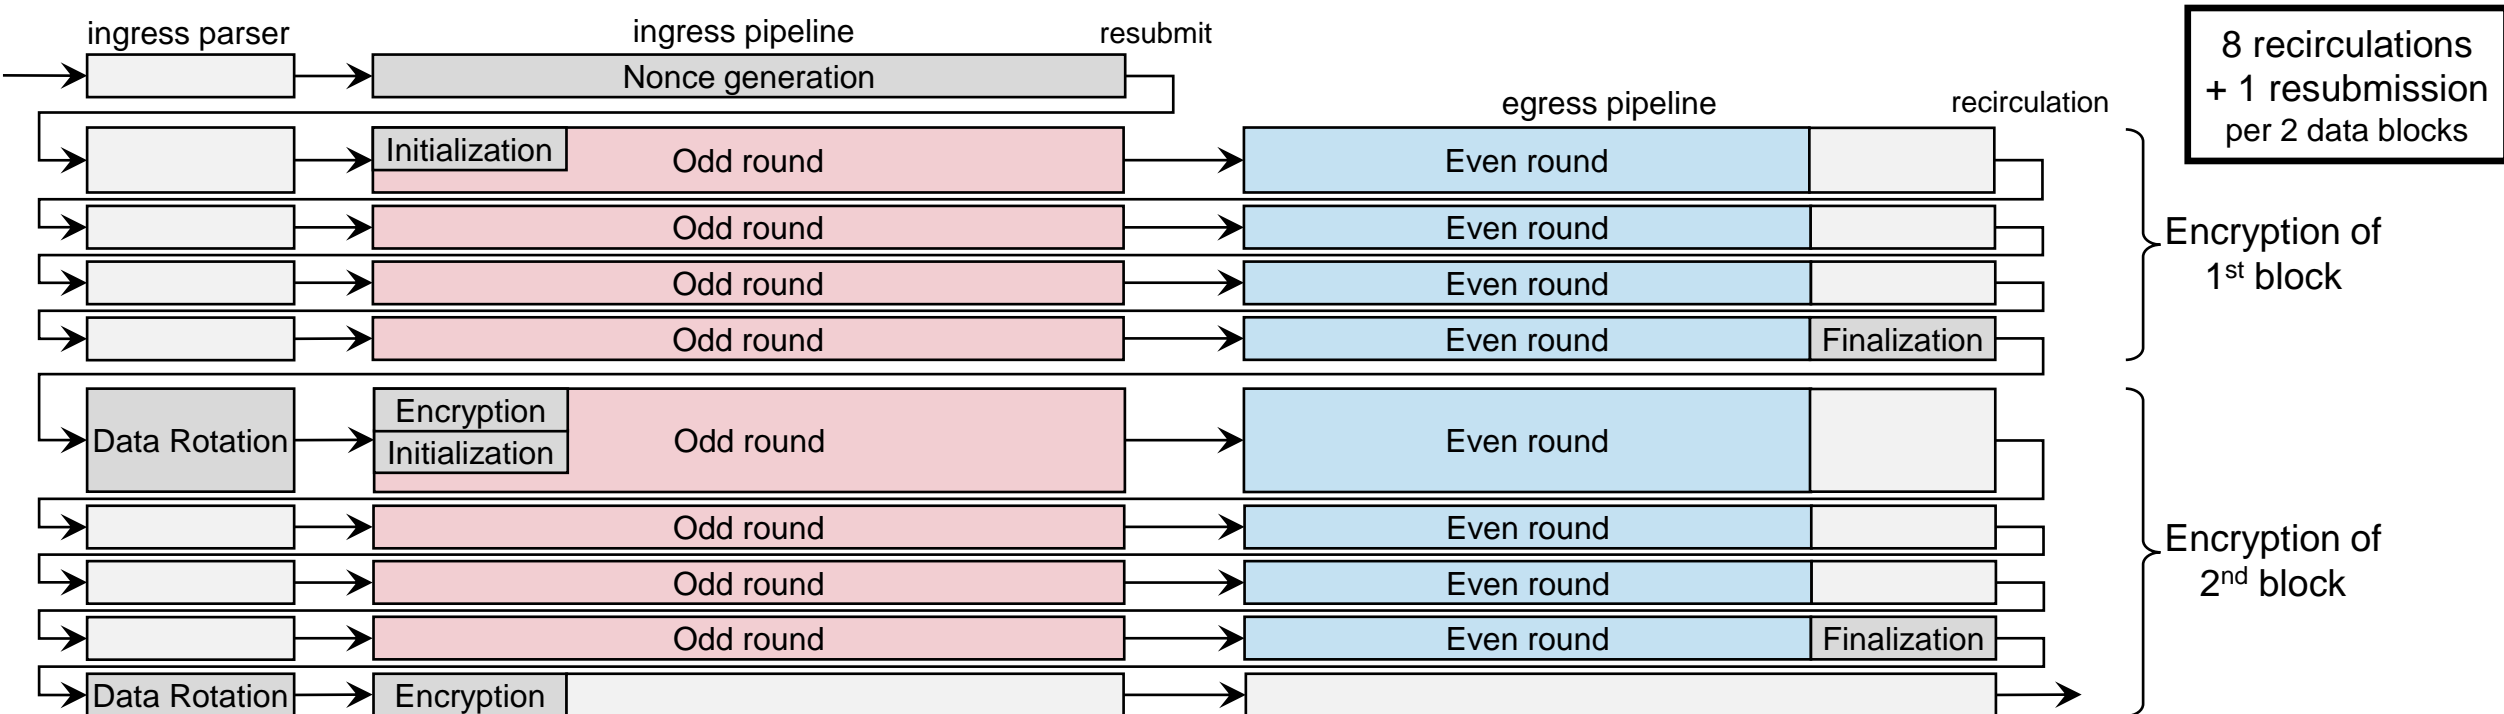 ingress parser
ingress pipeline
resubmit
8 recirculations
+ 1 resubmission
per 2 data blocks
Nonce generation
egress pipeline
recirculation
Initialization
Odd round
Even round
Odd round
Even round
Encryption of
1st block
Odd round
Even round
Odd round
Even round
Finalization
Data Rotation
Encryption
Initialization
Odd round
Even round
Odd round
Even round
Encryption of
2nd block
Odd round
Even round
Odd round
Even round
Finalization
Data Rotation
Encryption